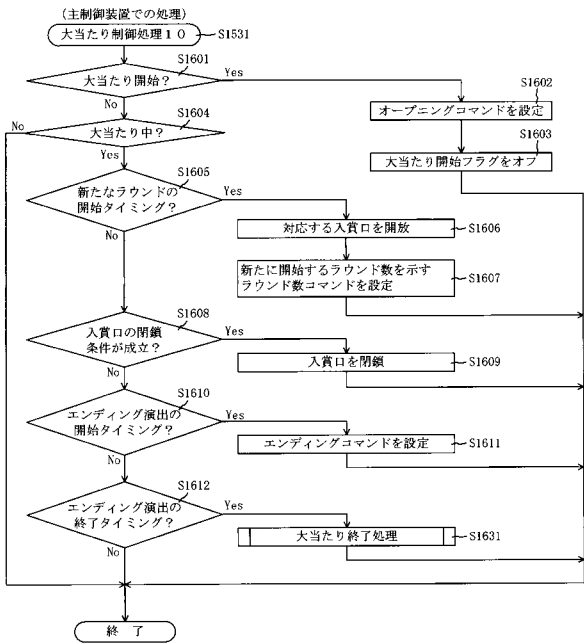 (主制御装置での処理)
大当たり制御処理10
S1531
S1601
大当たり開始?
Yes
No
S1602
オープニングコマンドを設定
S1603
大当たり開始フラグをオフ
S1604
大当たり中?
No
Yes
S1605
新たなラウンドの
開始タイミング?
Yes
No
対応する入賞口を開放
S1606
新たに開始するラウンド数を示す
ラウンド数コマンドを設定
S1607
S1608
入賞口の閉鎖
条件が成立?
Yes
No
入賞口を閉鎖
S1609
S1610
エンディング演出の
開始タイミング?
Yes
No
エンディングコマンドを設定
S1611
S1612
エンディング演出の
終了タイミング?
Yes
No
大当たり終了処理
S1631
終 了